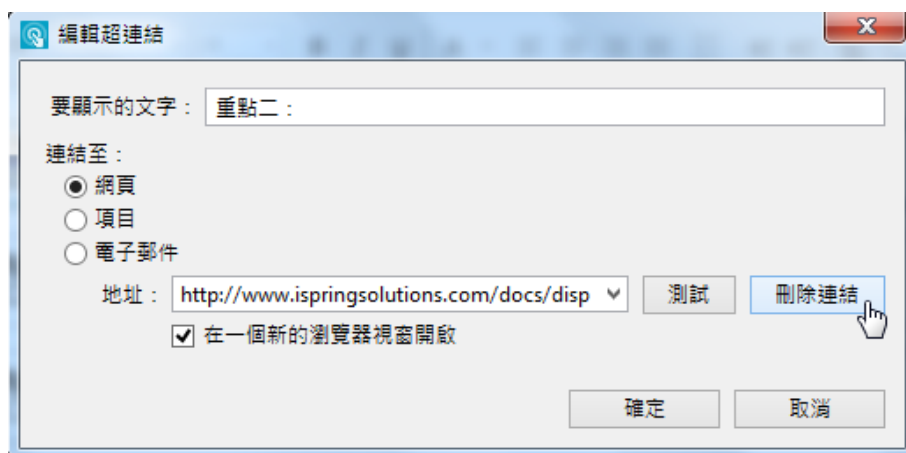 編輯超連結
要顯示的文字： 重點二：
連結至：
網頁
項目
電子郵件
地址： http://www.ispringsolutions.com/docs/disp 測試 刪除連結
在一個新的瀏覽器視窗開啟
確定 取消